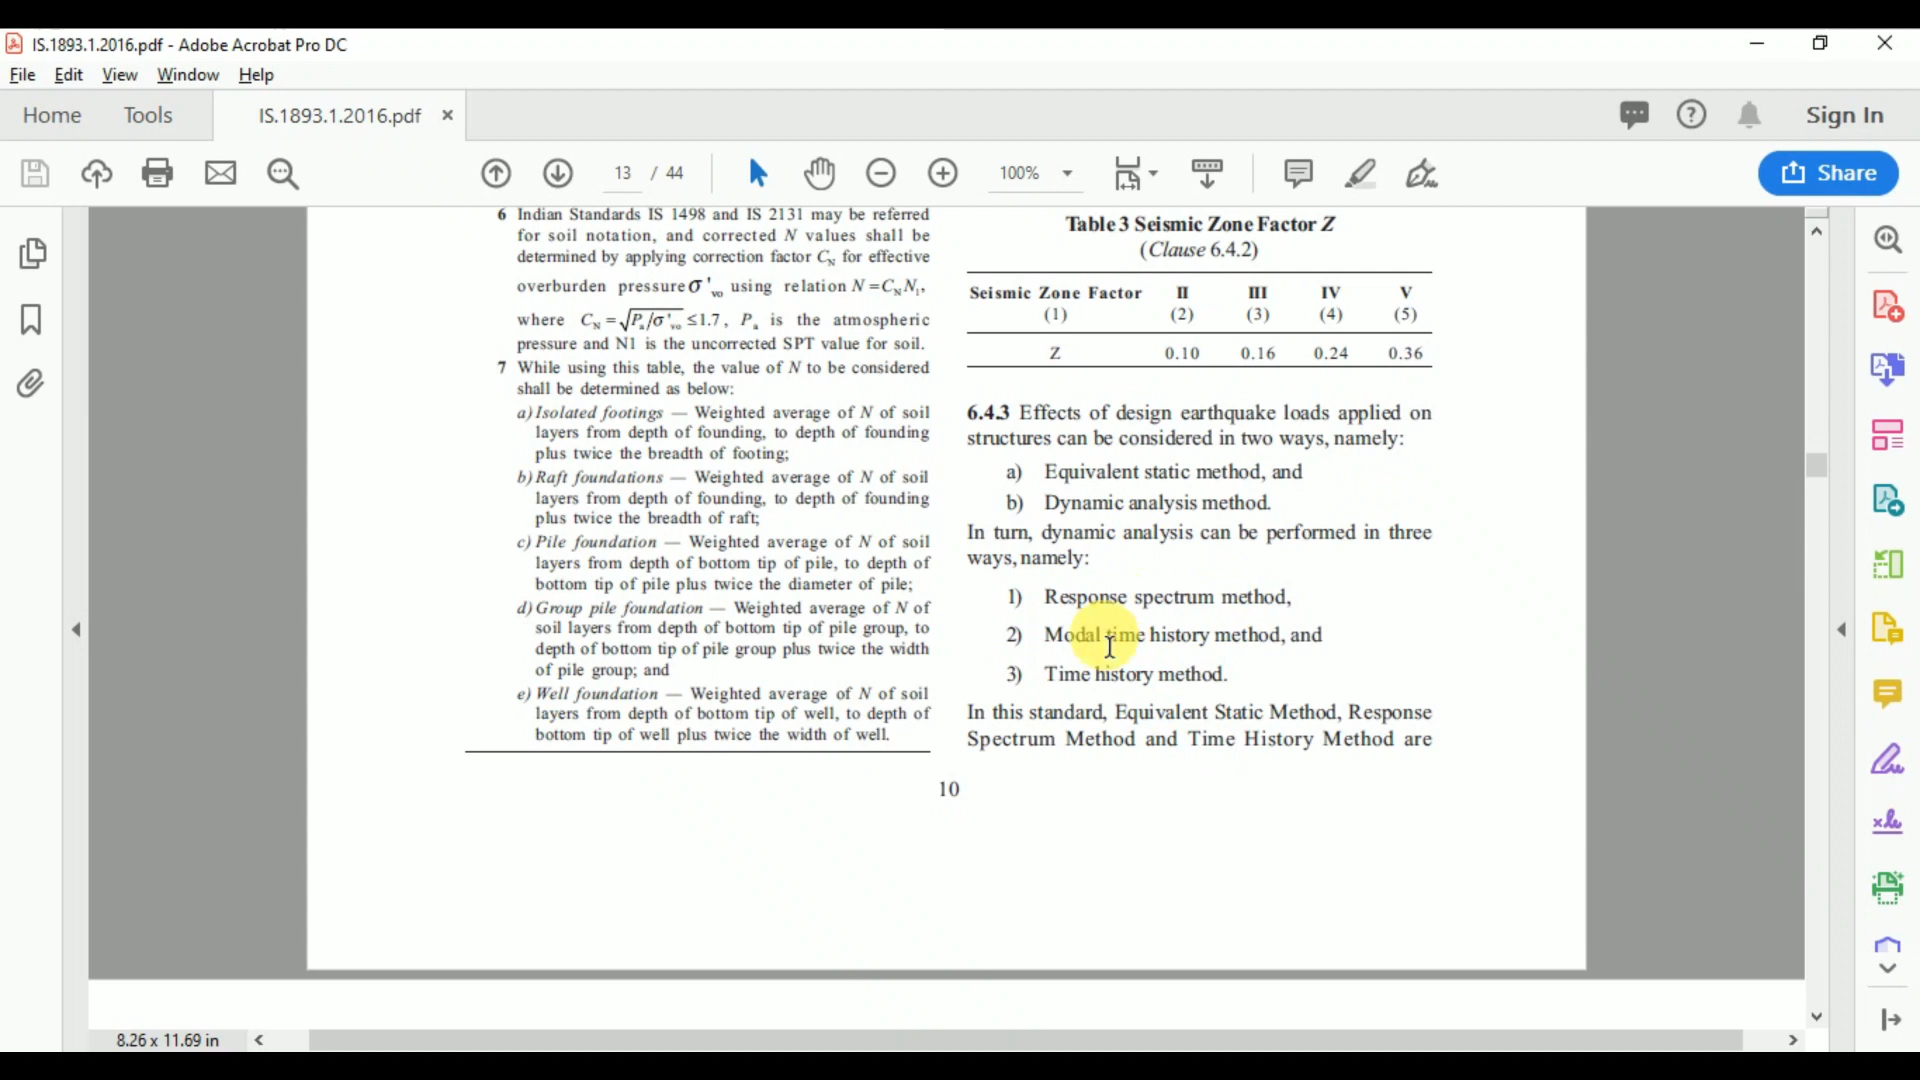 IS.1893.1.2016.pdf - Adobe Acrobat Pro DC
File Edit View Window Help
Home Tools IS.1893.1.2016.pdf × Sign In
13 / 44 100% Share
6 Indian Standards IS 1498 and IS 2131 may be referred
for soil notation, and corrected N values shall be
determined by applying correction factor C_N for effective
overburden pressure σ'_vo using relation N = C_N N_1,
where C_N = √(P_a/σ'_vo) ≤ 1.7, P_a is the atmospheric
pressure and N1 is the uncorrected SPT value for soil.
7 While using this table, the value of N to be considered
shall be determined as below:
a) Isolated footings — Weighted average of N of soil
layers from depth of founding, to depth of founding
plus twice the breadth of footing;
b) Raft foundations — Weighted average of N of soil
layers from depth of founding, to depth of founding
plus twice the breadth of raft;
c) Pile foundation — Weighted average of N of soil
layers from depth of bottom tip of pile, to depth of
bottom tip of pile plus twice the diameter of pile;
d) Group pile foundation — Weighted average of N of
soil layers from depth of bottom tip of pile group, to
depth of bottom tip of pile group plus twice the width
of pile group; and
e) Well foundation — Weighted average of N of soil
layers from depth of bottom tip of well, to depth of
bottom tip of well plus twice the width of well.
Table 3 Seismic Zone Factor Z
(Clause 6.4.2)
Seismic Zone Factor II III IV V
(1) (2) (3) (4) (5)
Z 0.10 0.16 0.24 0.36
6.4.3 Effects of design earthquake loads applied on
structures can be considered in two ways, namely:
a) Equivalent static method, and
b) Dynamic analysis method.
In turn, dynamic analysis can be performed in three
ways, namely:
1) Response spectrum method,
2) Modal time history method, and
3) Time history method.
In this standard, Equivalent Static Method, Response
Spectrum Method and Time History Method are
10
8.26 x 11.69 in